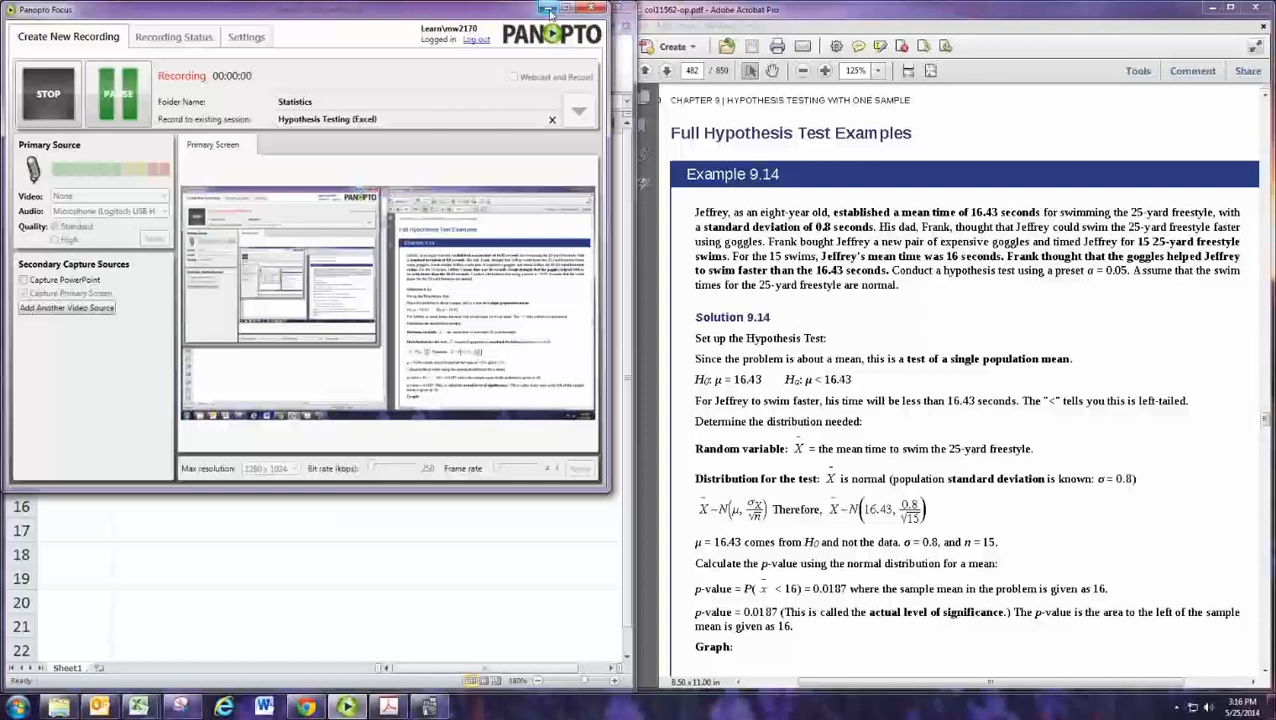 Panopto Focus
Create New Recording
Recording Status
Settings
Learn\mw2170
Logged in Log out
PANOPTO
STOP
PAUSE
Recording 00:00:00
Webcast and Record
Folder Name: Statistics
Record to existing session: Hypothesis Testing (Excel)
Primary Source
Video: None
Audio: Microphone (Logitech USB H
Quality: Standard
High
Secondary Capture Sources
Capture PowerPoint
Capture Primary Screen
Add Another Video Source
Primary Screen
Max resolution: 1280 x 1024 Bit rate (kbps): 250 Frame rate
16
17
18
19
20
21
22
Sheet1
Ready
180%
col11562-op.pdf - Adobe Acrobat Pro
Create
482 / 850
125%
Tools Comment Share
CHAPTER 9 | HYPOTHESIS TESTING WITH ONE SAMPLE
Full Hypothesis Test Examples
Example 9.14
Jeffrey, as an eight-year old, established a mean time of 16.43 seconds for swimming the 25-yard freestyle, with
a standard deviation of 0.8 seconds. His dad, Frank, thought that Jeffrey could swim the 25-yard freestyle faster
using goggles. Frank bought Jeffrey a new pair of expensive goggles and timed Jeffrey for 15 25-yard freestyle
swims. For the 15 swims, Jeffrey's mean time was 16 seconds. Frank thought that the goggles helped Jeffrey
to swim faster than the 16.43 seconds. Conduct a hypothesis test using a preset α = 0.05. Assume that the swim
times for the 25-yard freestyle are normal.
Solution 9.14
Set up the Hypothesis Test:
Since the problem is about a mean, this is a test of a single population mean.
H0: μ = 16.43 Ha: μ < 16.43
For Jeffrey to swim faster, his time will be less than 16.43 seconds. The "<" tells you this is left-tailed.
Determine the distribution needed:
Random variable: X̄ = the mean time to swim the 25-yard freestyle.
Distribution for the test: X̄ is normal (population standard deviation is known: σ = 0.8)
X̄ ~ N(μ, σX/√n) Therefore, X̄ ~ N(16.43, 0.8/√15)
μ = 16.43 comes from H0 and not the data. σ = 0.8, and n = 15.
Calculate the p-value using the normal distribution for a mean:
p-value = P( x̄ < 16) = 0.0187 where the sample mean in the problem is given as 16.
p-value = 0.0187 (This is called the actual level of significance.) The p-value is the area to the left of the sample
mean is given as 16.
Graph:
8.50 x 11.00 in
3:16 PM
5/25/2014